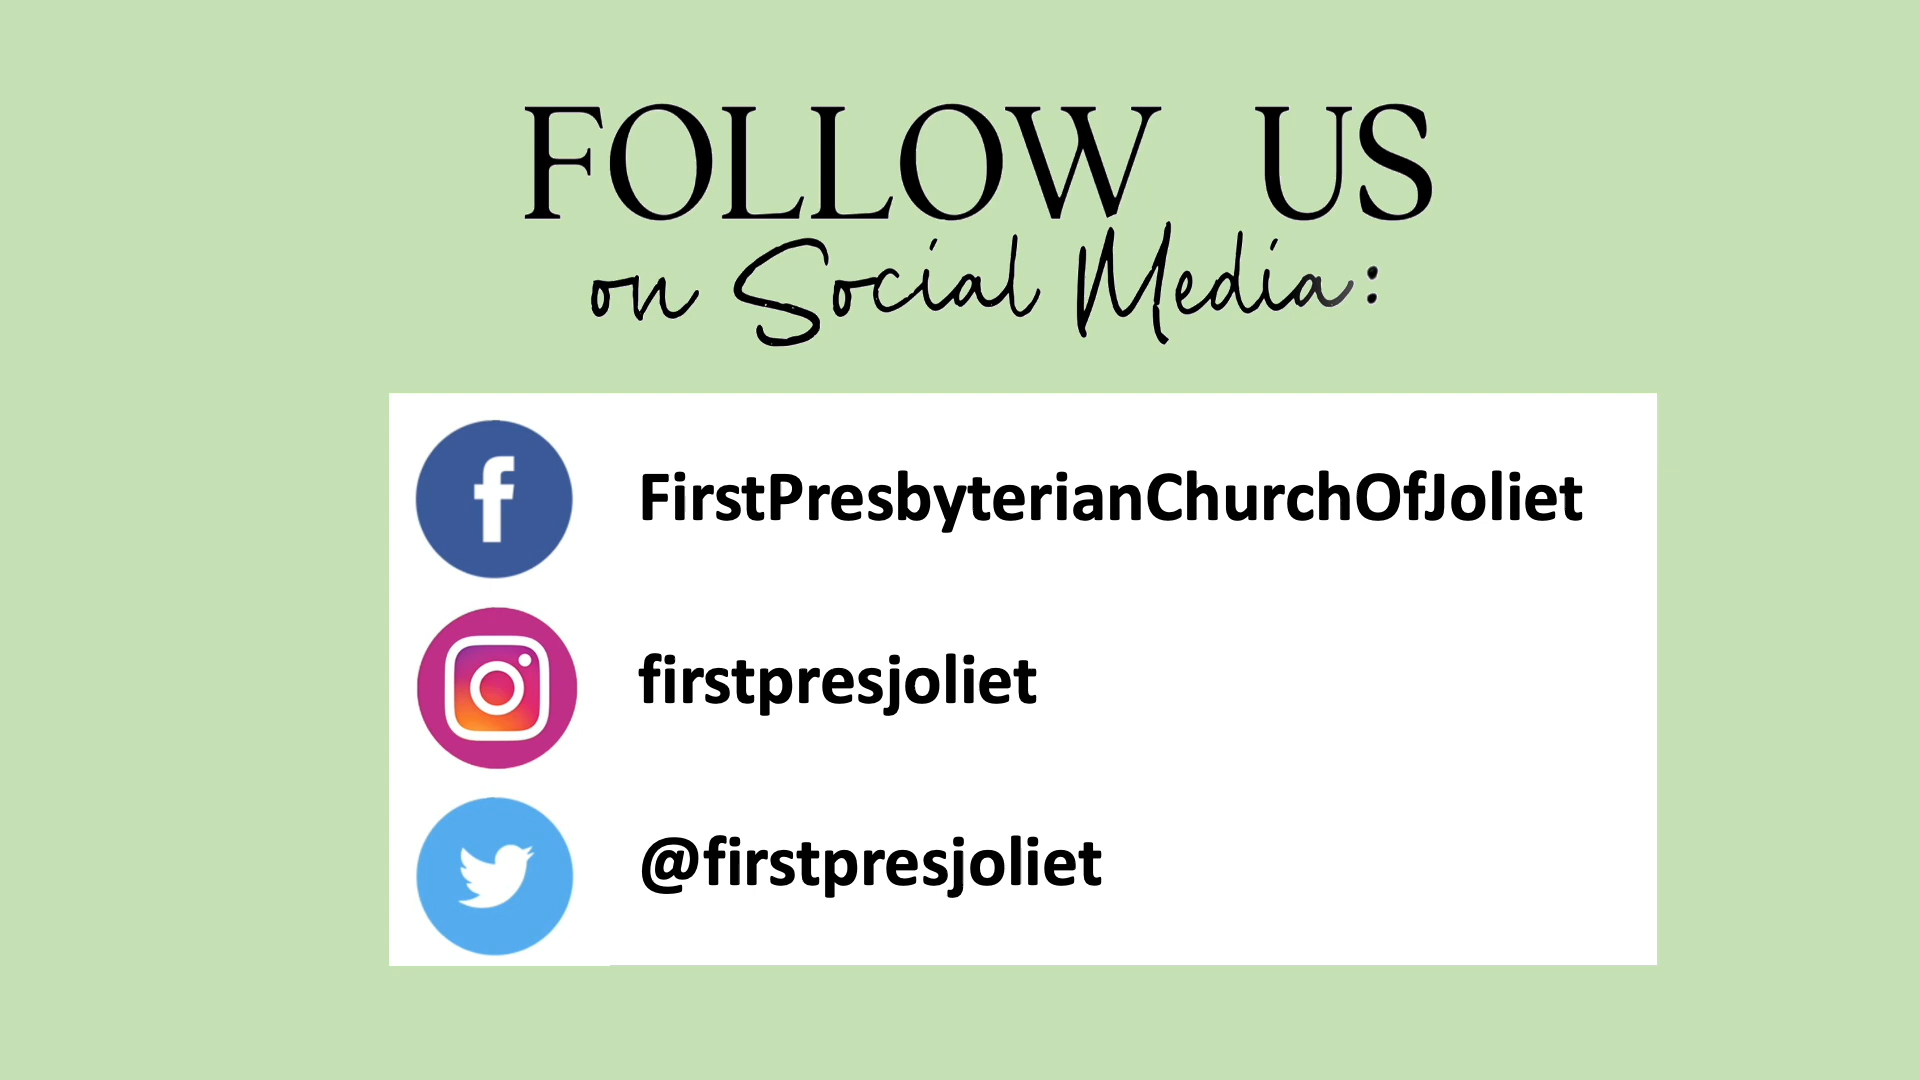 FOLLOW US
on Social Media:
FirstPresbyterianChurchOfJoliet
firstpresjoliet
@firstpresjoliet